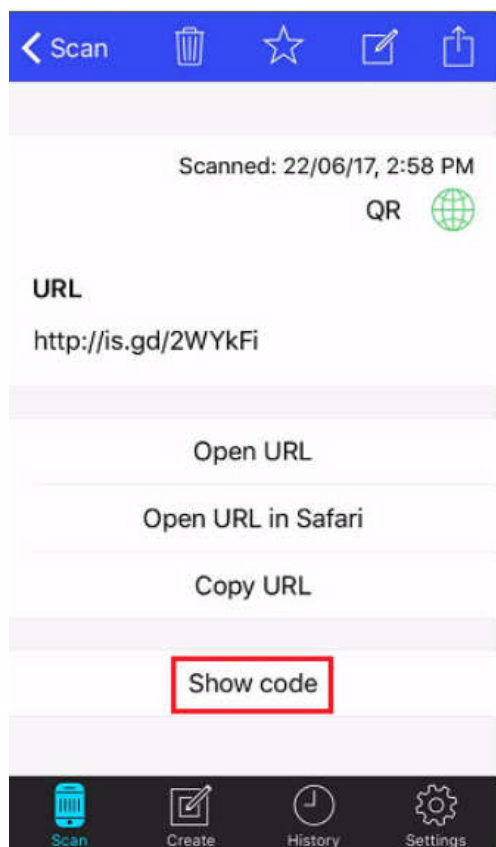 Scan
Scanned: 22/06/17, 2:58 PM
QR
URL
http://is.gd/2WYkFi
Open URL
Open URL in Safari
Copy URL
Show code
Scan Create History Settings